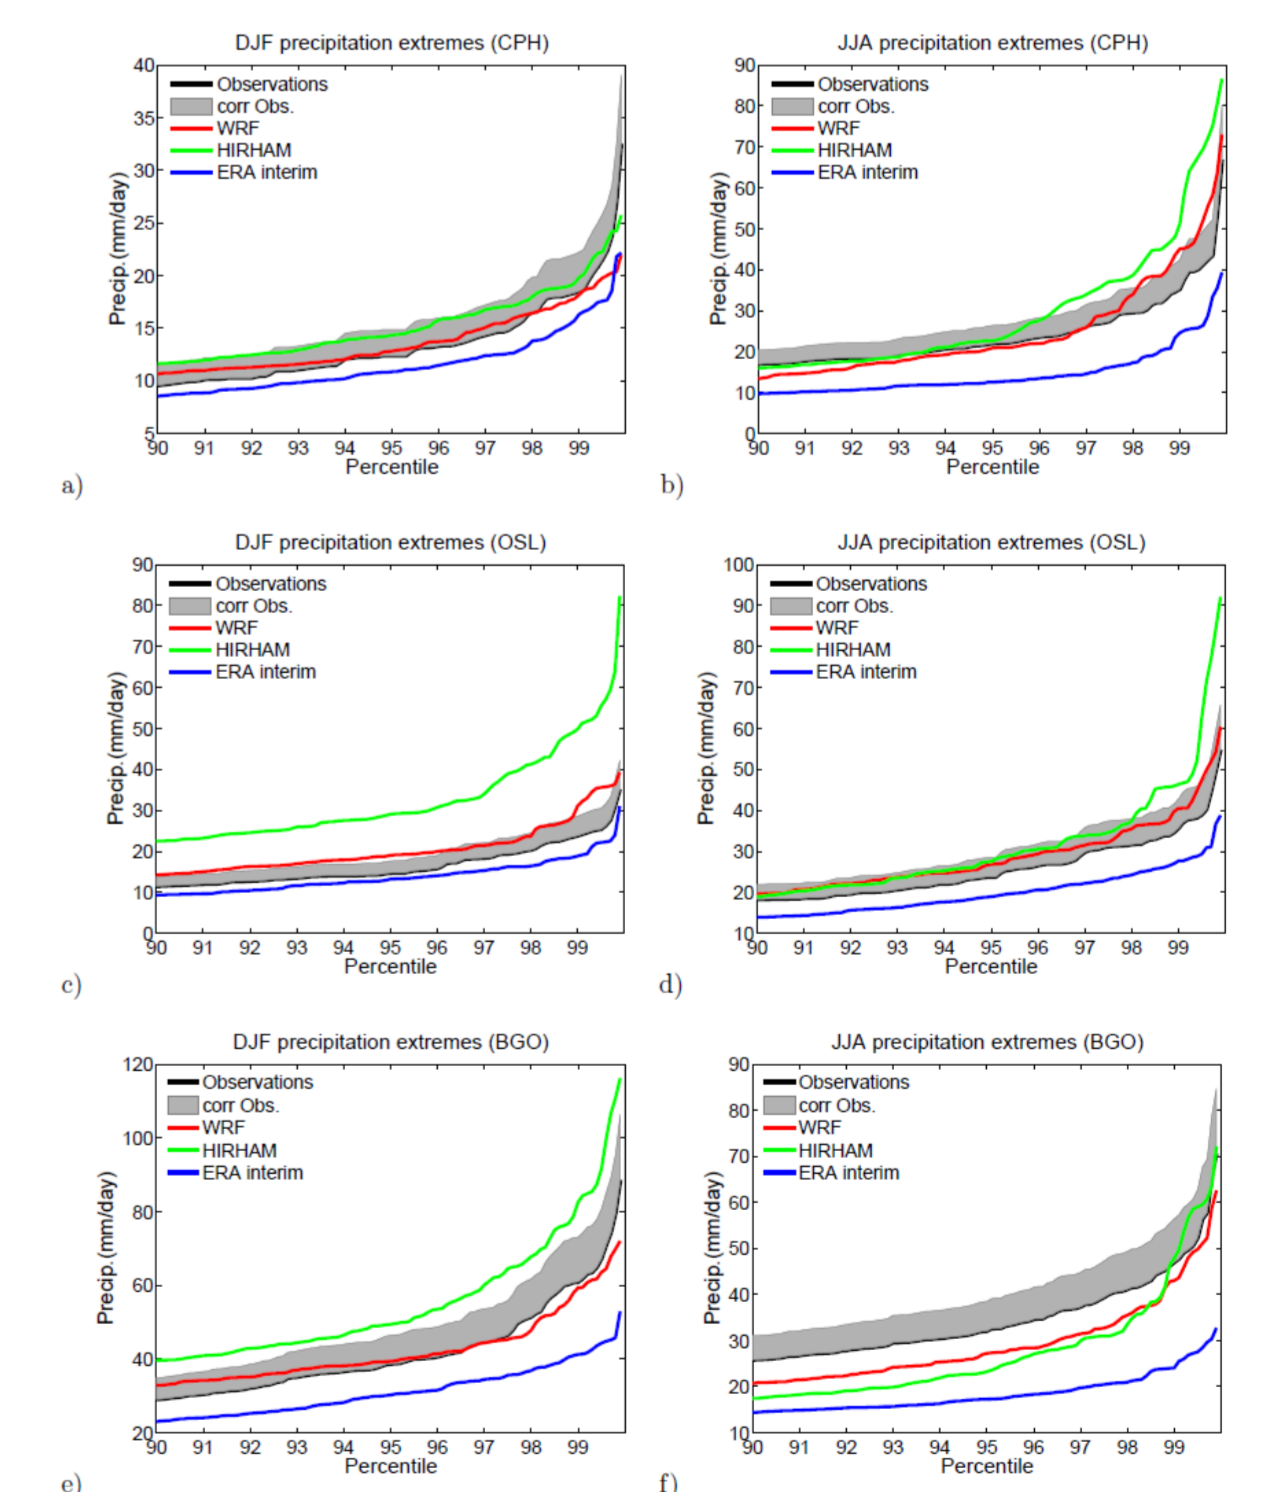 DJF precipitation extremes (CPH)
40
35
30
25
20
15
10
5
Precip.(mm/day)
Observations
corr Obs.
WRF
HIRHAM
ERA interim
90 91 92 93 94 95 96 97 98 99
Percentile
a)
JJA precipitation extremes (CPH)
90
80
70
60
50
40
30
20
10
0
Precip.(mm/day)
Observations
corr Obs.
WRF
HIRHAM
ERA interim
90 91 92 93 94 95 96 97 98 99
Percentile
b)
DJF precipitation extremes (OSL)
90
80
70
60
50
40
30
20
10
0
Precip.(mm/day)
Observations
corr Obs.
WRF
HIRHAM
ERA interim
90 91 92 93 94 95 96 97 98 99
Percentile
c)
JJA precipitation extremes (OSL)
100
90
80
70
60
50
40
30
20
10
Precip.(mm/day)
Observations
corr Obs.
WRF
HIRHAM
ERA interim
90 91 92 93 94 95 96 97 98 99
Percentile
d)
DJF precipitation extremes (BGO)
120
100
80
60
40
20
Precip.(mm/day)
Observations
corr Obs.
WRF
HIRHAM
ERA interim
90 91 92 93 94 95 96 97 98 99
Percentile
e)
JJA precipitation extremes (BGO)
90
80
70
60
50
40
30
20
10
Precip.(mm/day)
Observations
corr Obs.
WRF
HIRHAM
ERA interim
90 91 92 93 94 95 96 97 98 99
Percentile
f)